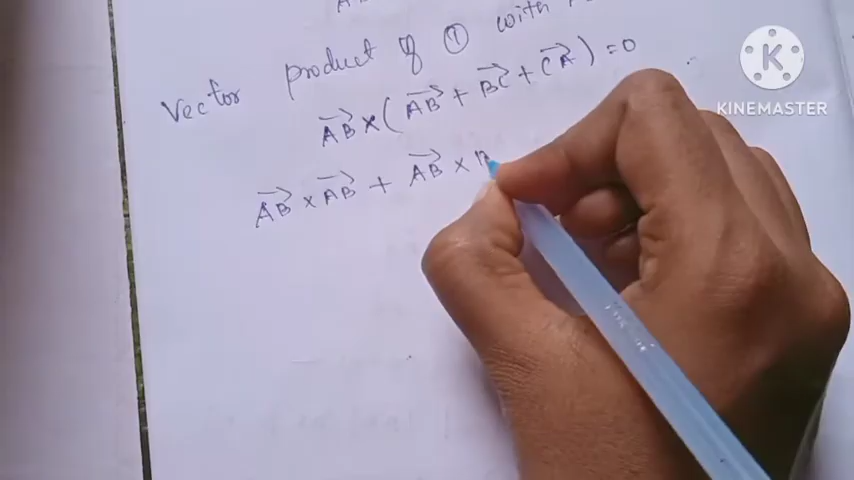 Vector product of ① with
AB⃗ × ( AB⃗ + BC⃗ + CA⃗ ) = 0
AB⃗ × AB⃗ + AB⃗ ×
KINEMASTER